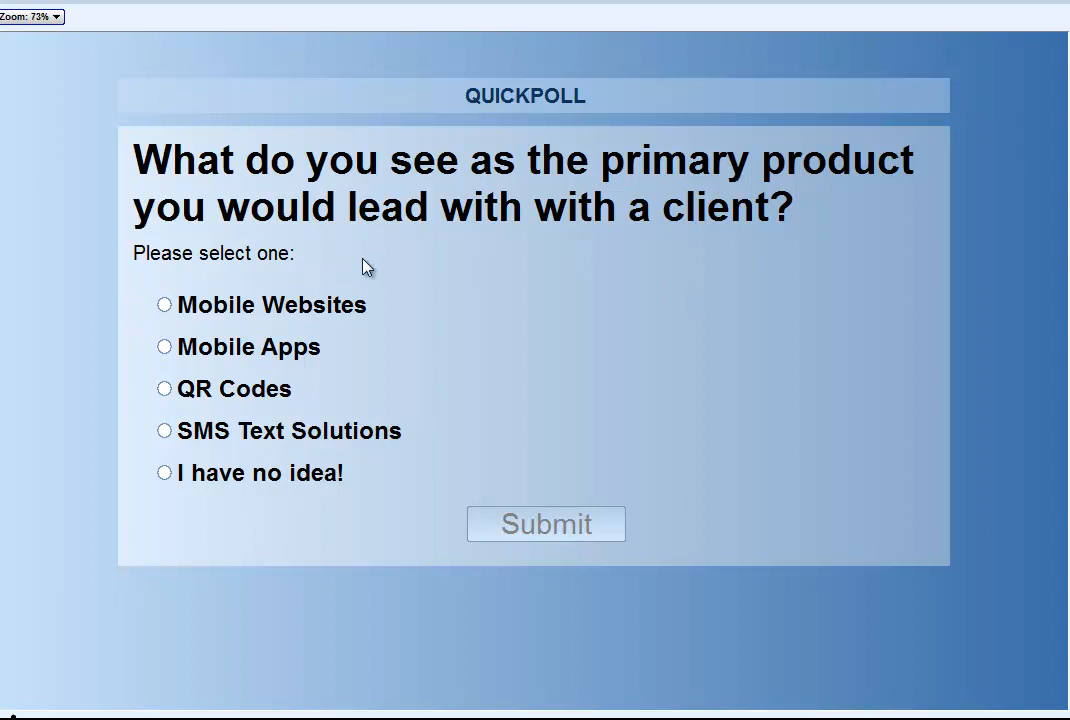 Zoom: 73%
QUICKPOLL
What do you see as the primary product
you would lead with with a client?
Please select one:
Mobile Websites
Mobile Apps
QR Codes
SMS Text Solutions
I have no idea!
Submit